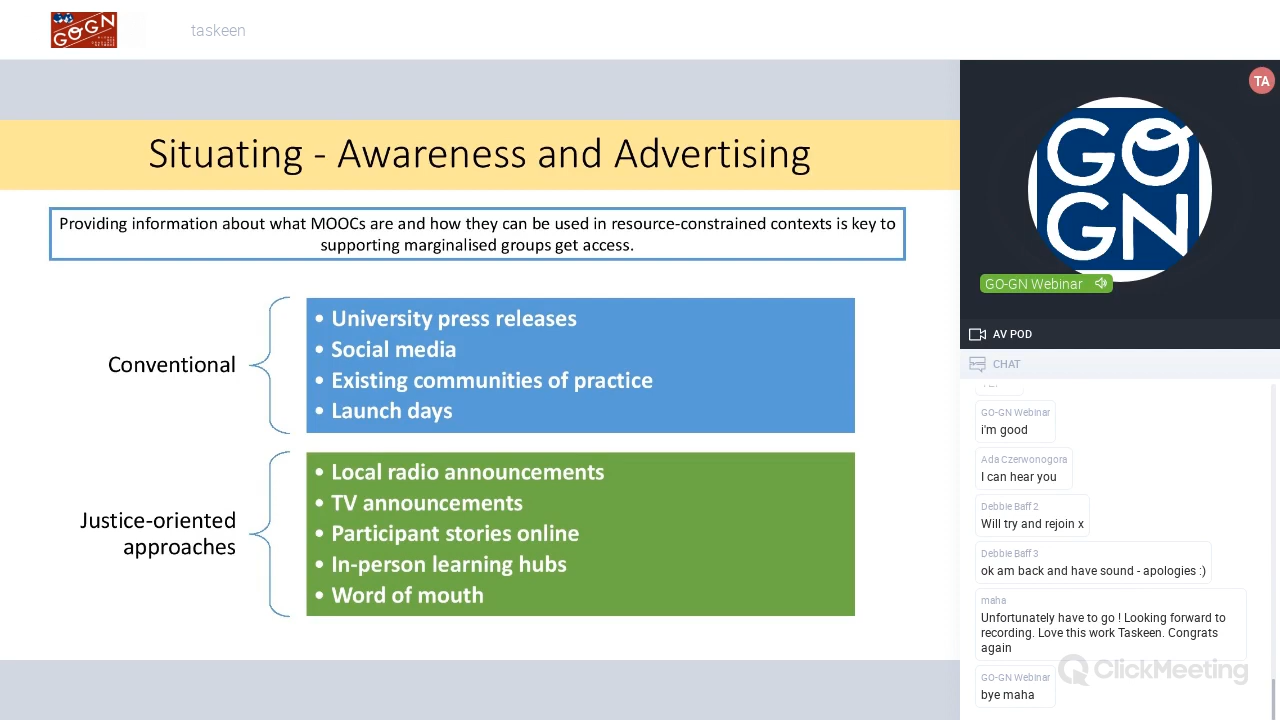 GOGN
taskeen
Situating - Awareness and Advertising
Providing information about what MOOCs are and how they can be used in resource-constrained contexts is key to
supporting marginalised groups get access.
Conventional
• University press releases
• Social media
• Existing communities of practice
• Launch days
Justice-oriented
approaches
• Local radio announcements
• TV announcements
• Participant stories online
• In-person learning hubs
• Word of mouth
TA
GO
GN
GO-GN Webinar
AV POD
CHAT
GO-GN Webinar
i'm good
Ada Czerwonogora
I can hear you
Debbie Baff 2
Will try and rejoin x
Debbie Baff 3
ok am back and have sound - apologies :)
maha
Unfortunately have to go ! Looking forward to
recording. Love this work Taskeen. Congrats
again
GO-GN Webinar
bye maha
ClickMeeting